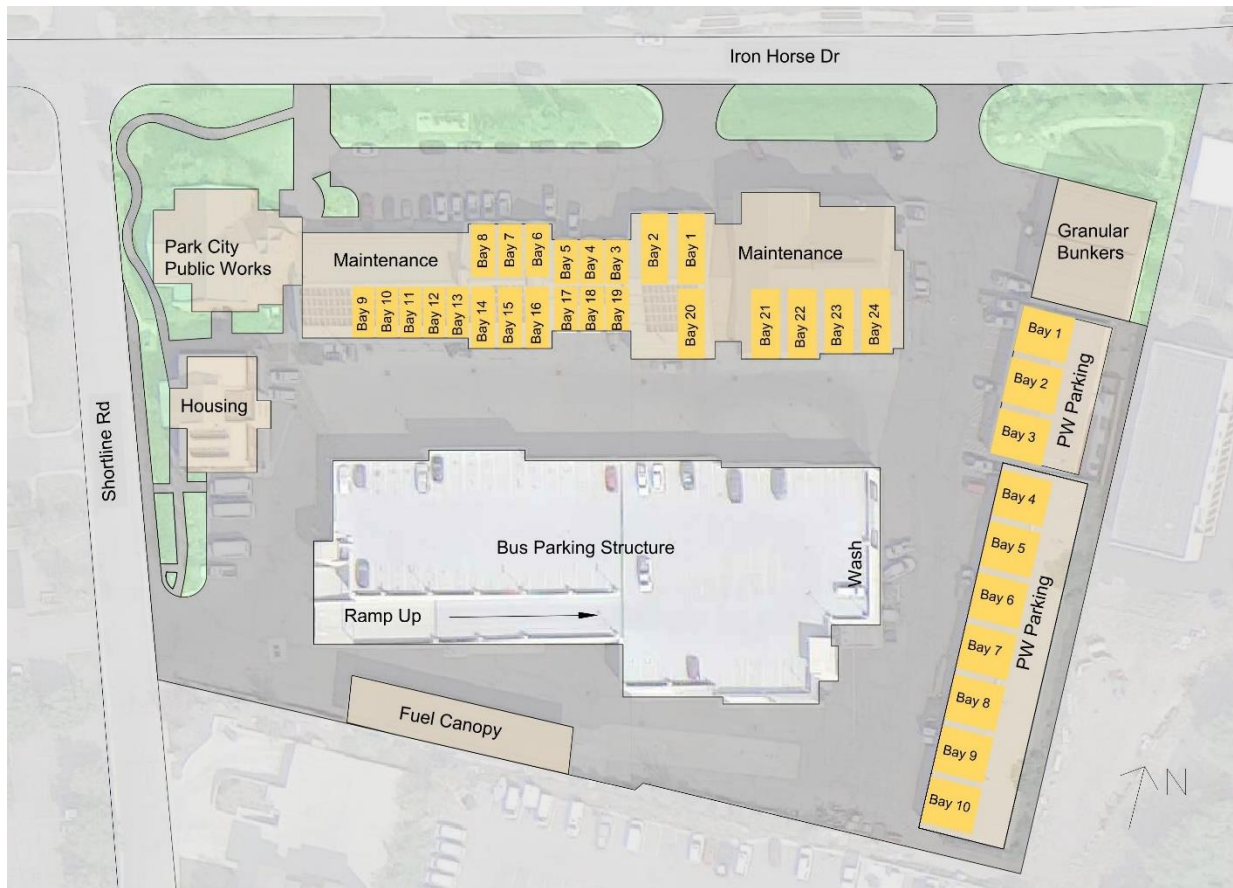 Iron Horse Dr
Shortline Rd
Park City
Public Works
Maintenance
Bay 8
Bay 7
Bay 6
Bay 5
Bay 4
Bay 3
Bay 2
Bay 1
Maintenance
Granular
Bunkers
Bay 9
Bay 10
Bay 11
Bay 12
Bay 13
Bay 14
Bay 15
Bay 16
Bay 17
Bay 18
Bay 19
Bay 20
Bay 21
Bay 22
Bay 23
Bay 24
Bay 1
Bay 2
Bay 3
PW Parking
Housing
Bus Parking Structure
Wash
Ramp Up
Fuel Canopy
Bay 4
Bay 5
Bay 6
Bay 7
Bay 8
Bay 9
Bay 10
PW Parking
N